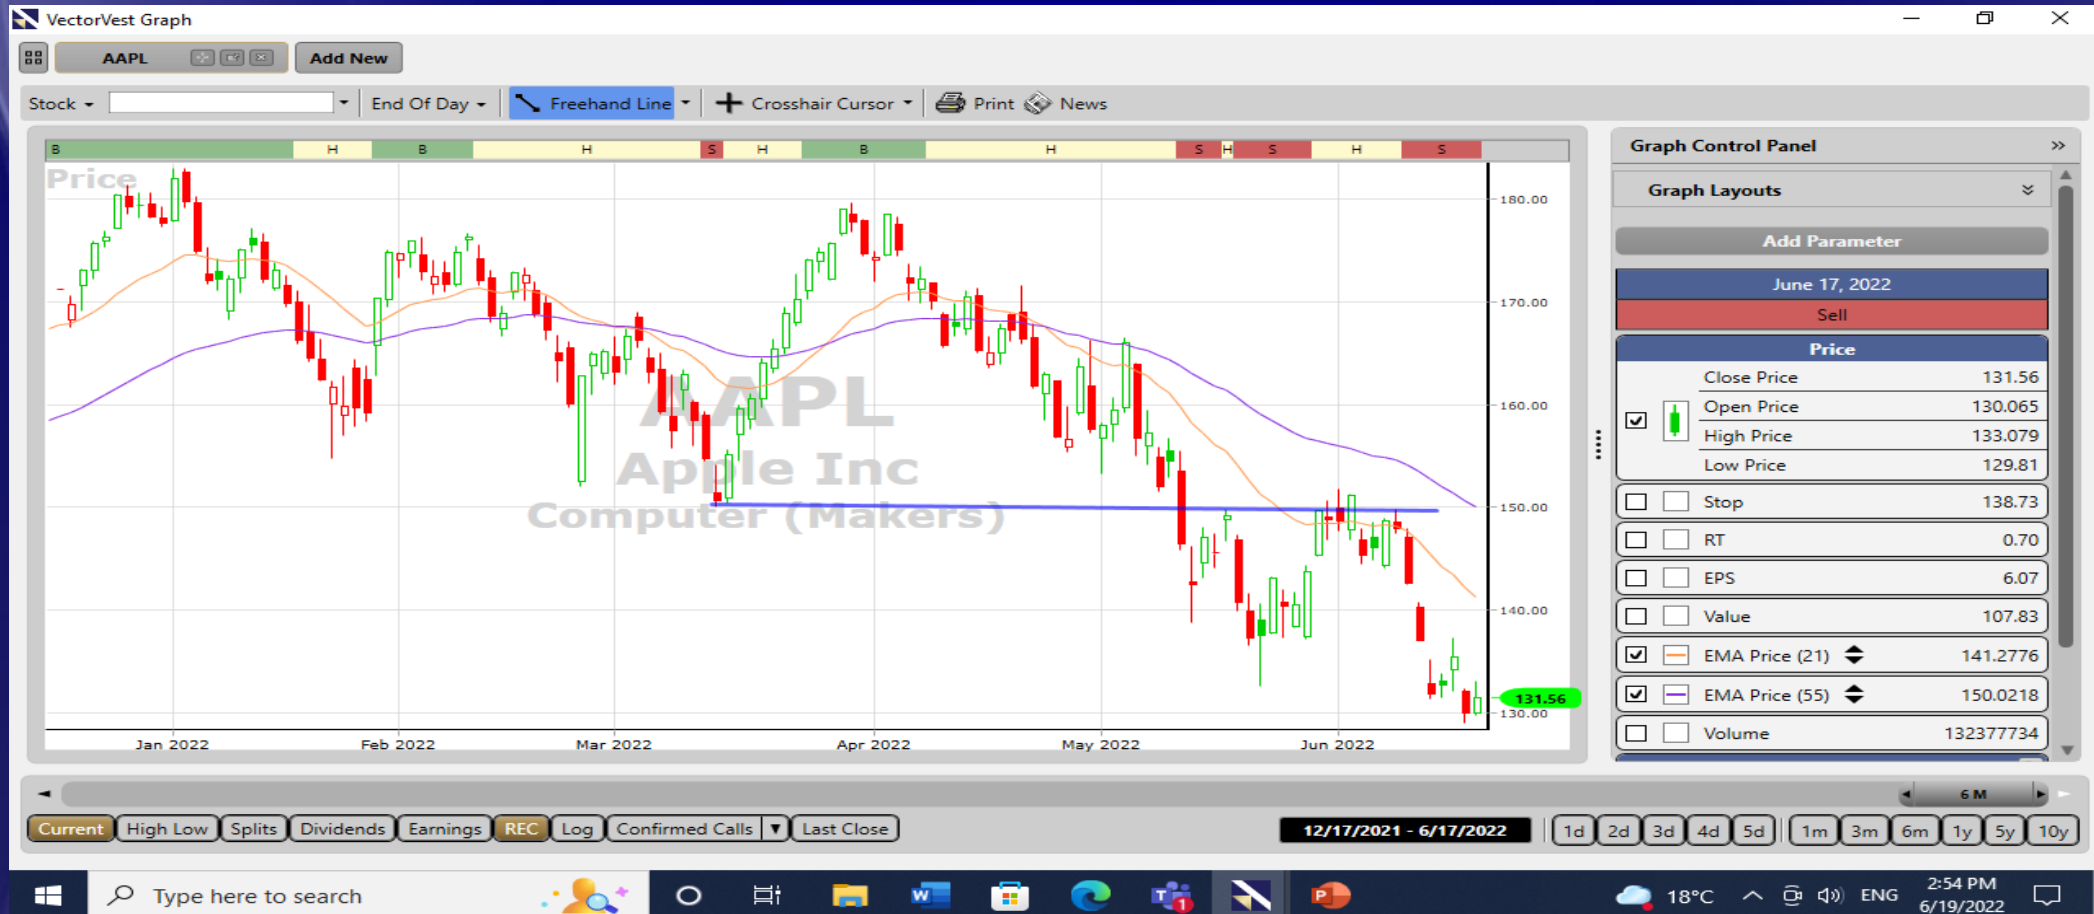 VectorVest Graph
AAPL Add New
Stock End Of Day Freehand Line Crosshair Cursor Print News
B H B H S H B H S H S H S
Price
AAPL
Apple Inc
Computer (Makers)
180.00
170.00
160.00
150.00
140.00
131.56
130.00
Jan 2022 Feb 2022 Mar 2022 Apr 2022 May 2022 Jun 2022
Graph Control Panel
Graph Layouts
Add Parameter
June 17, 2022
Sell
Price
Close Price 131.56
Open Price 130.065
High Price 133.079
Low Price 129.81
Stop 138.73
RT 0.70
EPS 6.07
Value 107.83
EMA Price (21) 141.2776
EMA Price (55) 150.0218
Volume 132377734
6 M
Current High Low Splits Dividends Earnings REC Log Confirmed Calls Last Close 12/17/2021 - 6/17/2022 1d 2d 3d 4d 5d 1m 3m 6m 1y 5y 10y
Type here to search W 1 P 18°C ENG 2:54 PM
6/19/2022